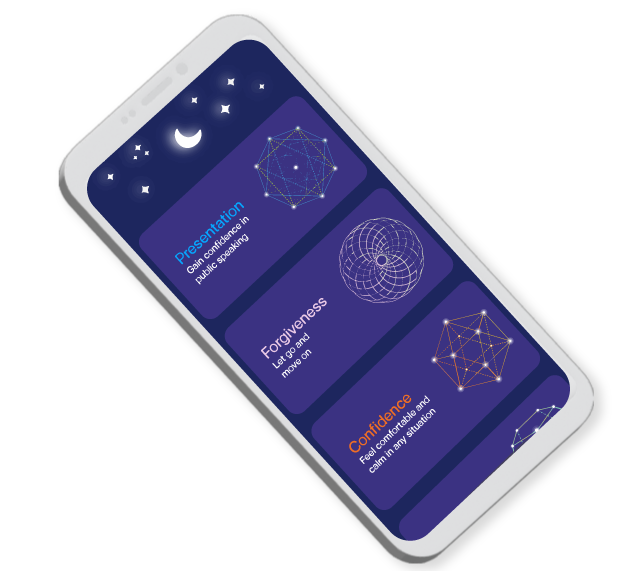 Presentation
Gain confidence in
public speaking
Forgiveness
Let go and
move on
Confidence
Feel comfortable and
calm in any situation